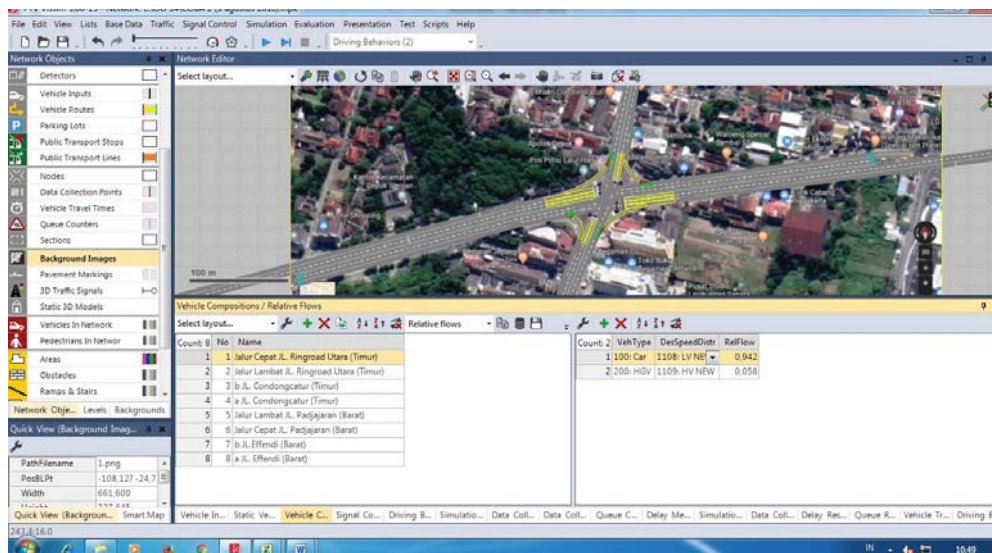 File Edit View Lists Base Data Traffic Signal Control Simulation Evaluation Presentation Test Scripts Help
Driving Behaviors (2)
Network Objects
Network Editor
Select layout...
Detectors
Vehicle Inputs
Vehicle Routes
Parking Lots
Public Transport Stops
Public Transport Lines
Nodes
Data Collection Points
Vehicle Travel Times
Queue Counters
Sections
Background Images
Pavement Markings
3D Traffic Signals
Static 3D Models
Vehicles In Network
Pedestrians In Networ
Areas
Obstacles
Ramps & Stairs
Network Obje... Levels Backgrounds
100 m
Vehicle Compositions / Relative Flows
Select layout... Relative flows
Count: 8 No Name
1 1 Jalur Cepat JL. Ringroad Utara (Timur)
2 2 Jalur Lambat JL. Ringroad Utara (Timur)
3 3 b JL. Condongcatur (Timur)
4 4 a JL. Condongcatur (Timur)
5 5 Jalur Lambat JL. Padjajaran (Barat)
6 6 Jalur Cepat JL. Padjajaran (Barat)
7 7 b JL.Effendi (Barat)
8 8 a JL. Effendi (Barat)
Count: 2 VehType DesSpeedDistr RelFlow
1 100: Car 1108: LV NE 0,942
2 200: HGV 1109: HV NEW 0,058
Quick View (Background Imag...
PathFilename 1.png
PosBLPt -108,127 -24,7
Width 661,600
Quick View (Backgroun... Smart Map
Vehicle In... Static Ve... Vehicle C... Signal Co... Driving B... Simulatio... Data Coll... Data Coll... Queue C... Delay Me... Simulatio... Data Coll... Delay Res... Queue R... Vehicle Tr... Driving
IN 10:49